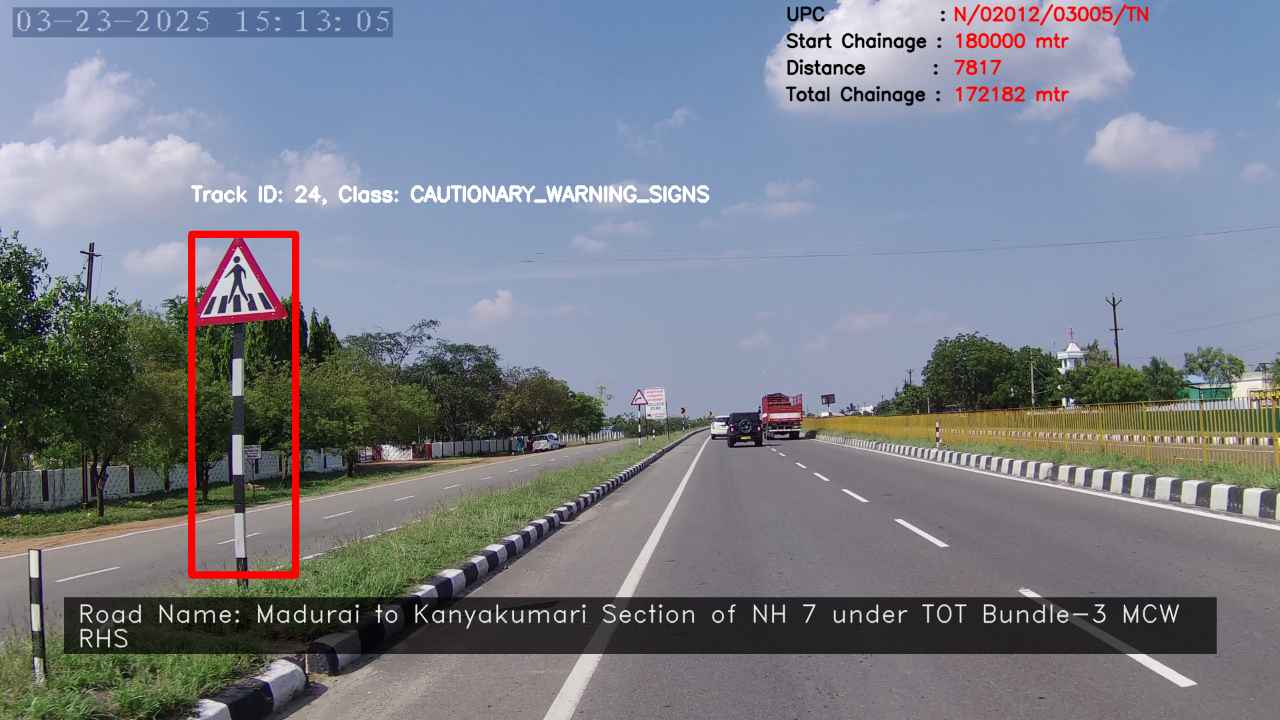 03-23-2025 15:13:05
UPC : N/02012/03005/TN
Start Chainage : 180000 mtr
Distance : 7817
Total Chainage : 172182 mtr
Track ID: 24, Class: CAUTIONARY_WARNING_SIGNS
Road Name: Madurai to Kanyakumari Section of NH 7 under TOT Bundle-3 MCW
RHS